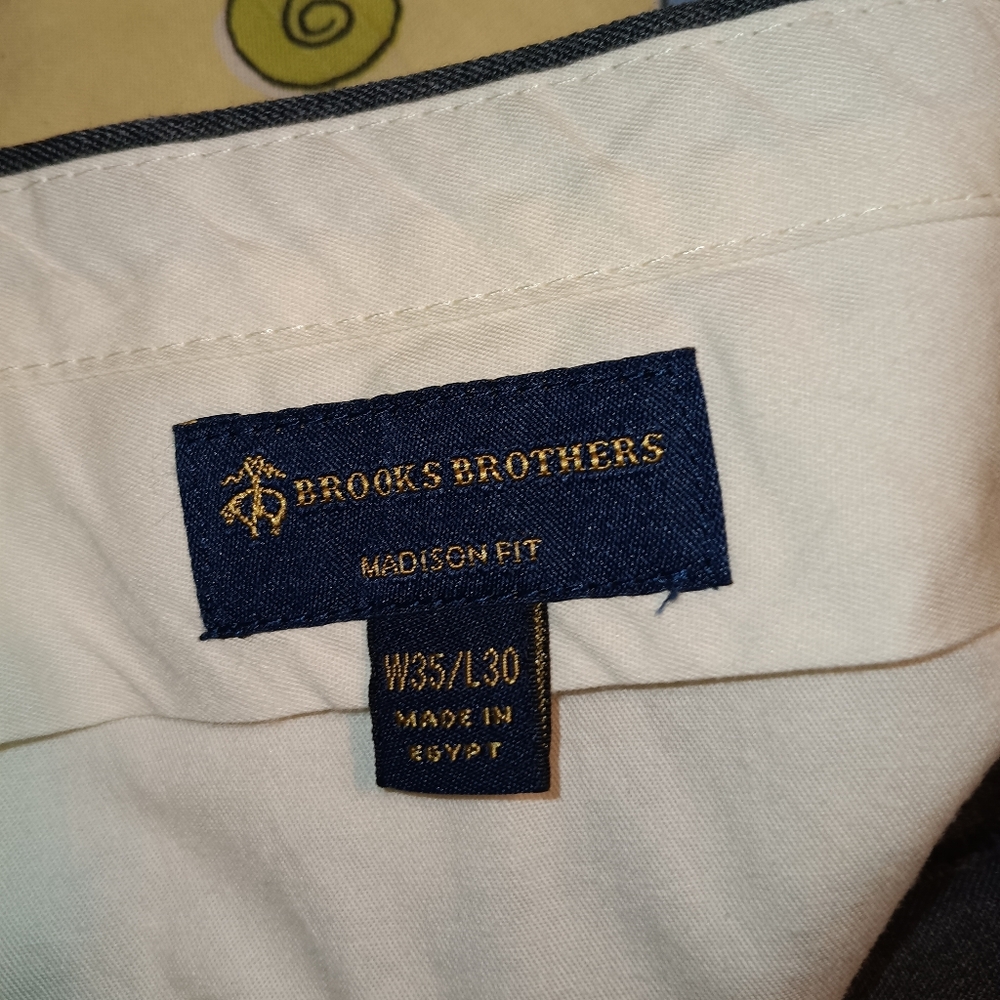 BROOKS BROTHERS
MADISON FIT
W35/L30
MADE IN
EGYPT